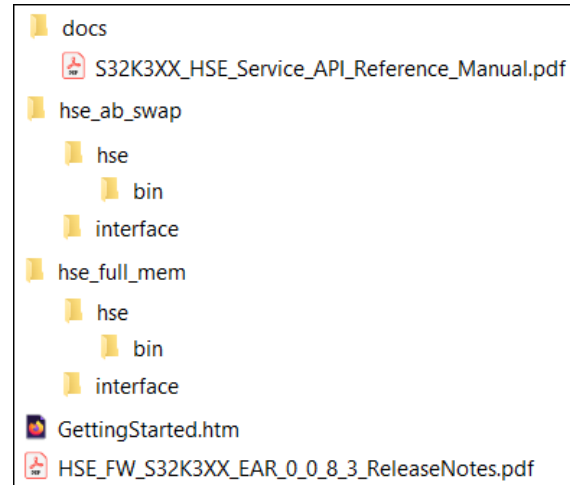 docs
S32K3XX_HSE_Service_API_Reference_Manual.pdf
hse_ab_swap
hse
bin
interface
hse_full_mem
hse
bin
interface
GettingStarted.htm
HSE_FW_S32K3XX_EAR_0_0_8_3_ReleaseNotes.pdf